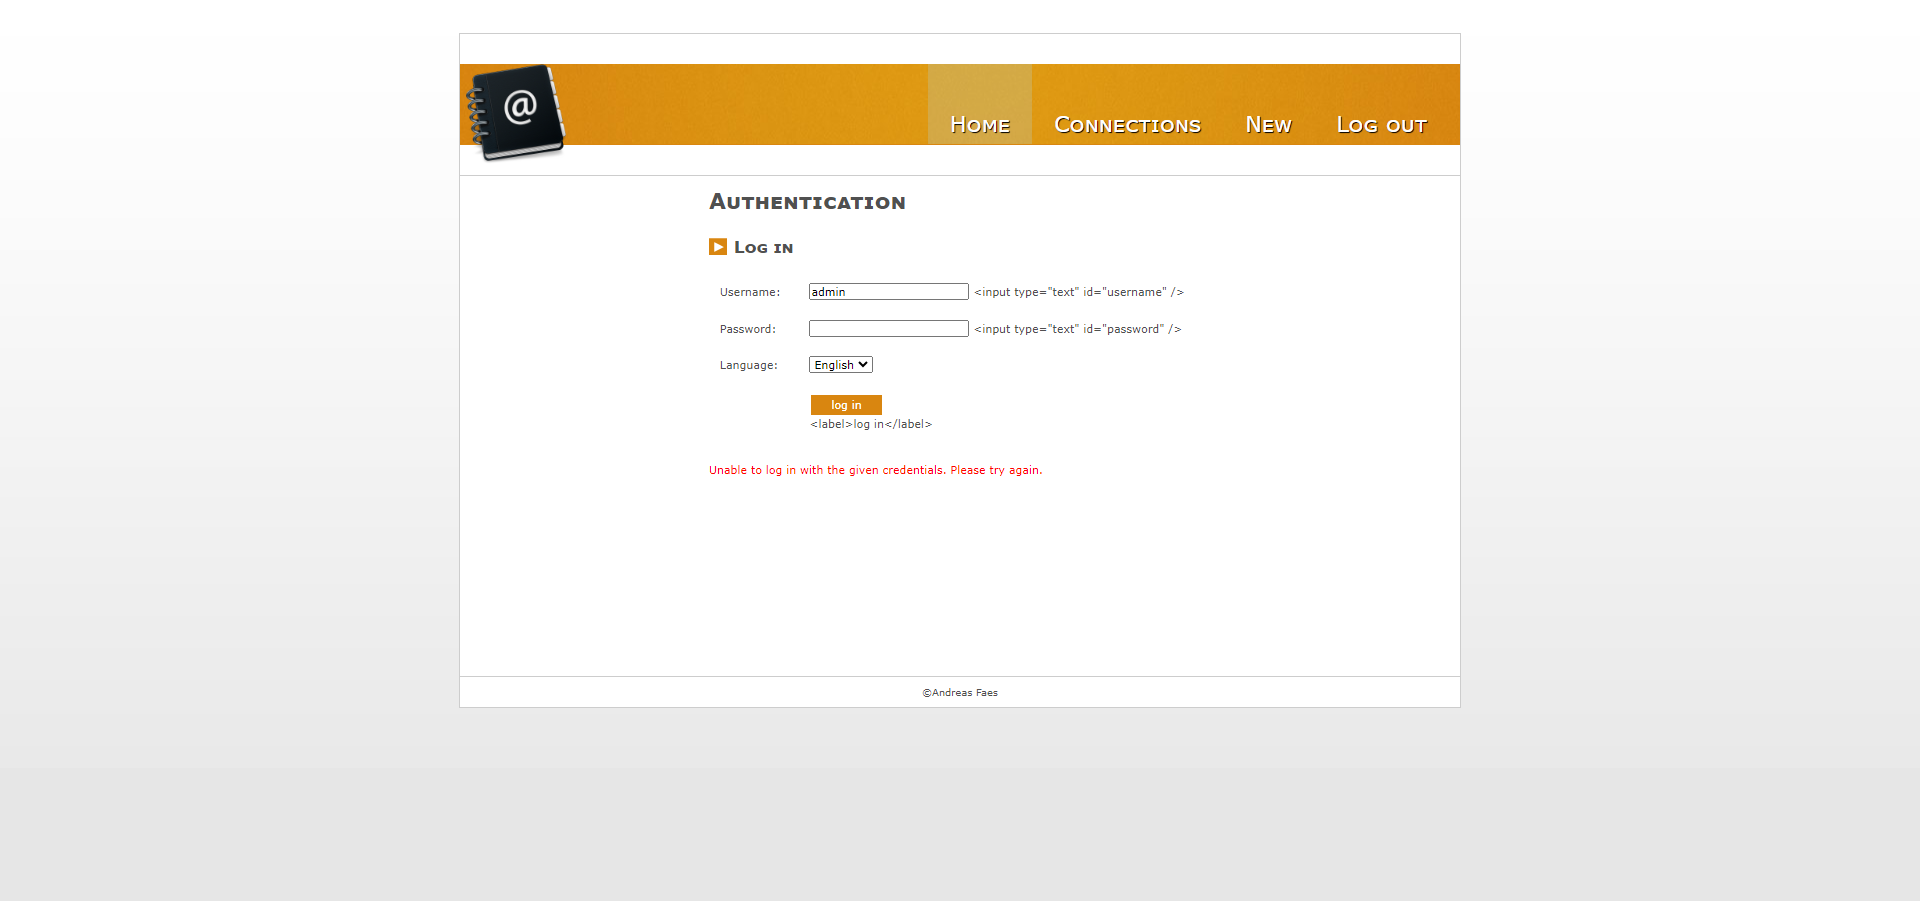 @
Home Connections New Log out
Authentication
Log in
Username: admin <input type="text" id="username" />
Password: <input type="text" id="password" />
Language: English
log in
<label>log in</label>
Unable to log in with the given credentials. Please try again.
©Andreas Faes